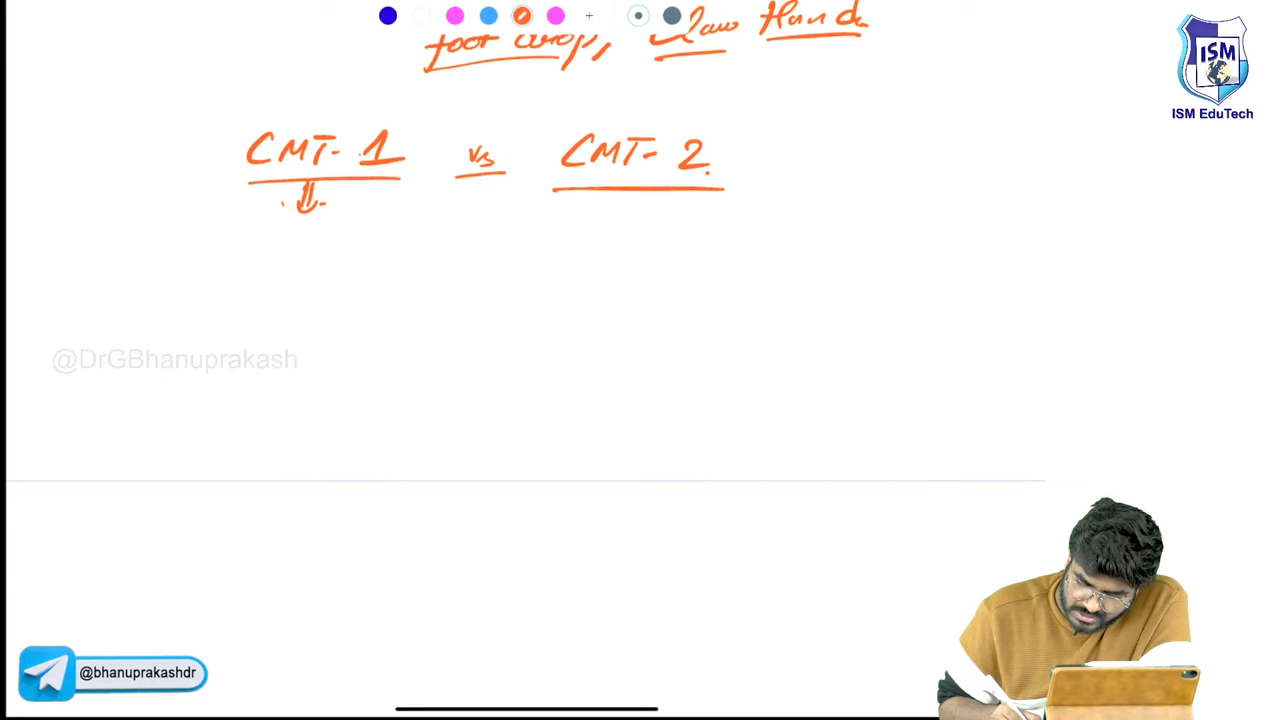 foot drop, claw Hand
ISM
ISM EduTech
CMT- 1 vs CMT- 2
@DrGBhanuprakash
@bhanuprakashdr